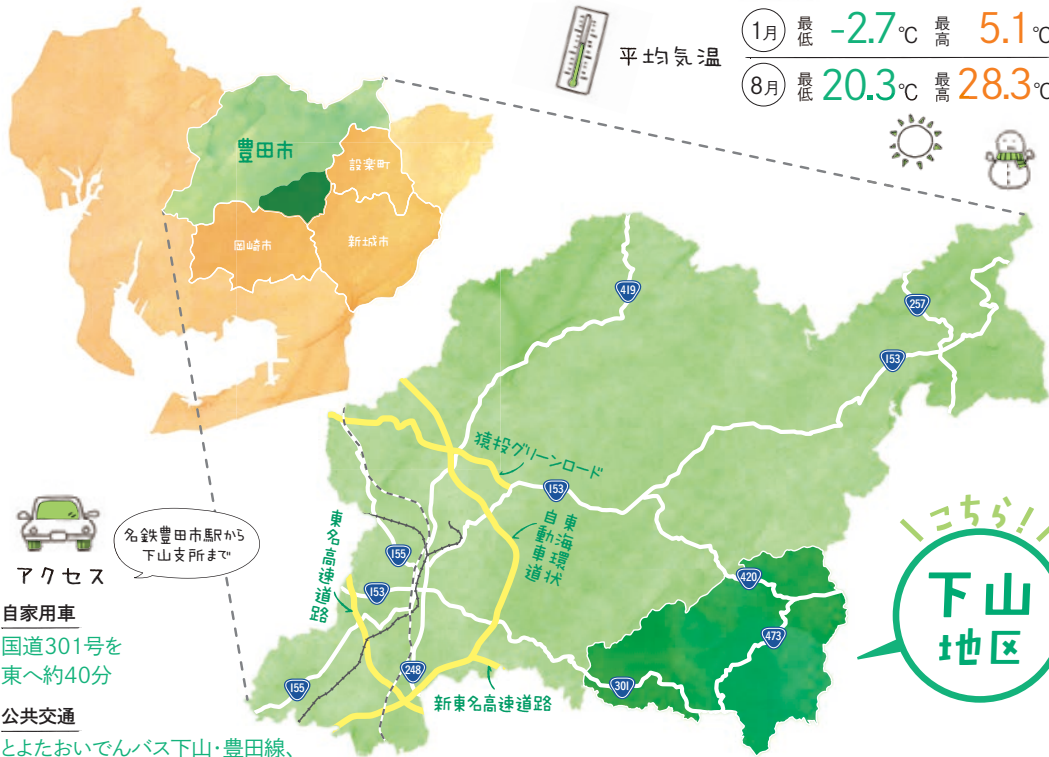 平均気温
1月 最低 -2.7℃ 最高 5.1℃
8月 最低 20.3℃ 最高 28.3℃
豊田市
設楽町
岡崎市
新城市
419
257
153
猿投グリーンロード
153
東海環状
自動車道
東名高速道路
155
153
420
473
248
301
155
新東名高速道路
こちら!
下山
地区
アクセス
名鉄豊田市駅から
下山支所まで
自家用車
国道301号を
東へ約40分
公共交通
とよたおいでんバス下山・豊田線、